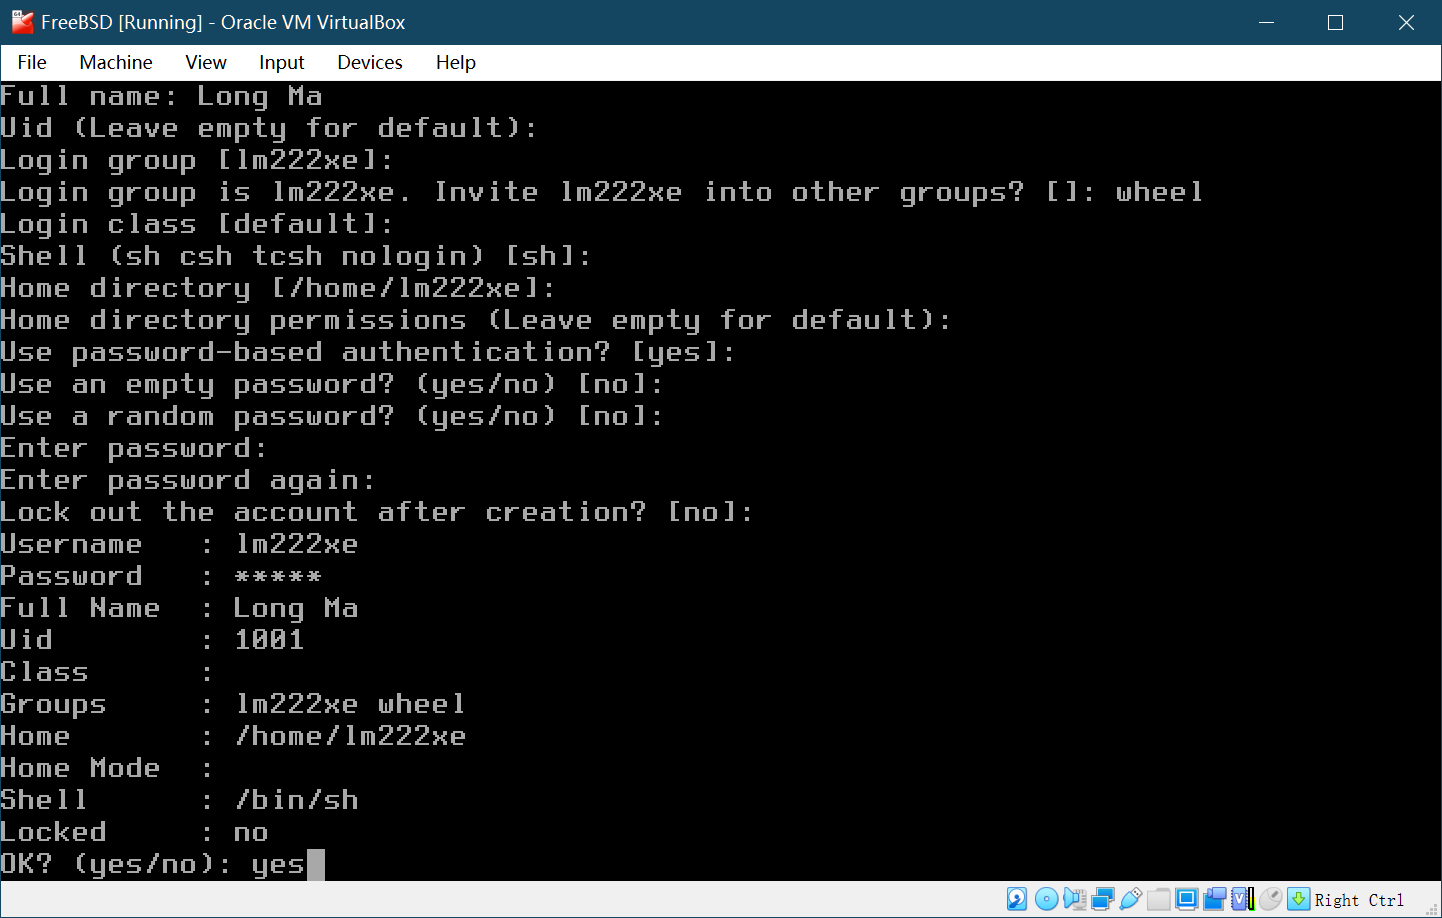 FreeBSD [Running] - Oracle VM VirtualBox
File Machine View Input Devices Help
Full name: Long Ma
Uid (Leave empty for default):
Login group [lm222xe]:
Login group is lm222xe. Invite lm222xe into other groups? []: wheel
Login class [default]:
Shell (sh csh tcsh nologin) [sh]:
Home directory [/home/lm222xe]:
Home directory permissions (Leave empty for default):
Use password-based authentication? [yes]:
Use an empty password? (yes/no) [no]:
Use a random password? (yes/no) [no]:
Enter password:
Enter password again:
Lock out the account after creation? [no]:
Username : lm222xe
Password : *****
Full Name : Long Ma
Uid : 1001
Class :
Groups : lm222xe wheel
Home : /home/lm222xe
Home Mode :
Shell : /bin/sh
Locked : no
OK? (yes/no): yes
Right Ctrl